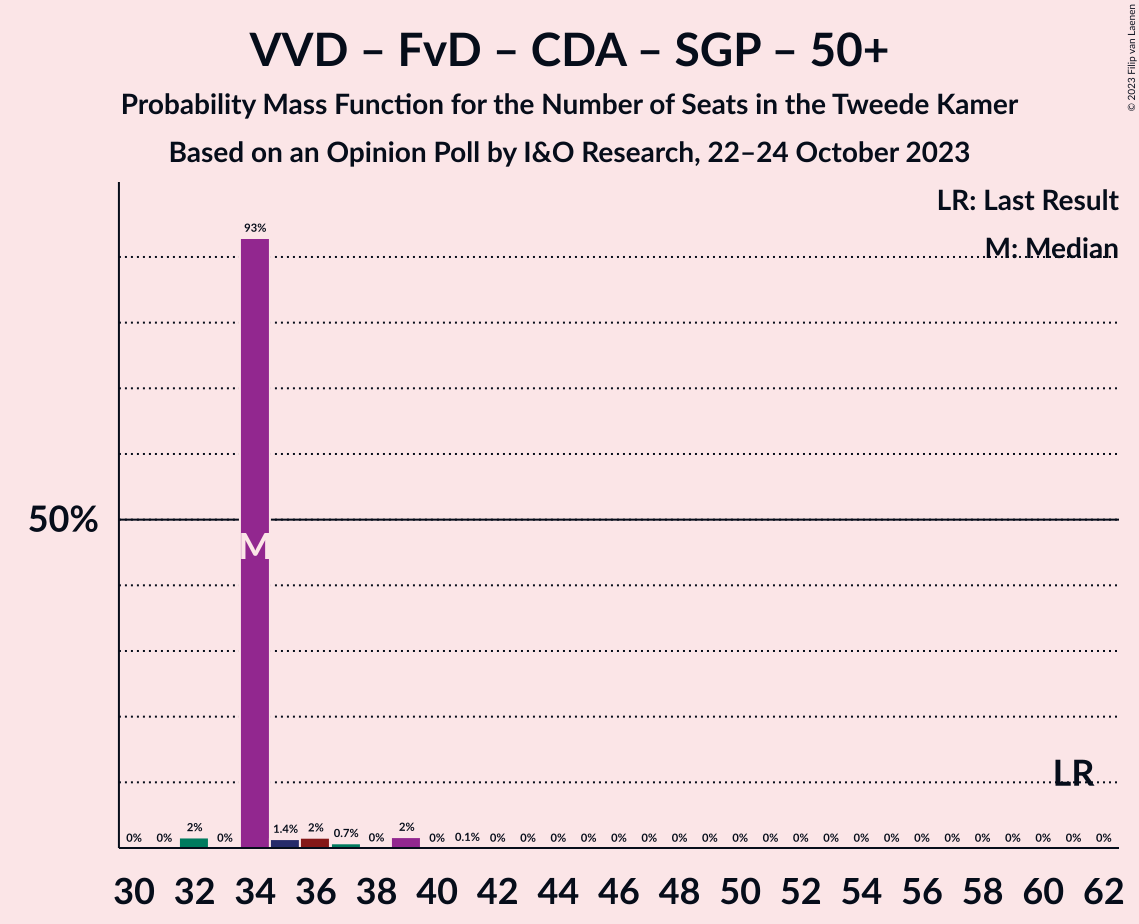 VVD – FvD – CDA – SGP – 50+
Probability Mass Function for the Number of Seats in the Tweede Kamer
Based on an Opinion Poll by I&O Research, 22–24 October 2023
© 2023 Filip van Laenen
LR: Last Result
M: Median
93%
50%
M
LR
0% 0% 2% 0% 1.4% 2% 0.7% 0% 2% 0% 0.1% 0% 0% 0% 0% 0% 0% 0% 0% 0% 0% 0% 0% 0% 0% 0% 0% 0% 0% 0% 0% 0%
30 32 34 36 38 40 42 44 46 48 50 52 54 56 58 60 62